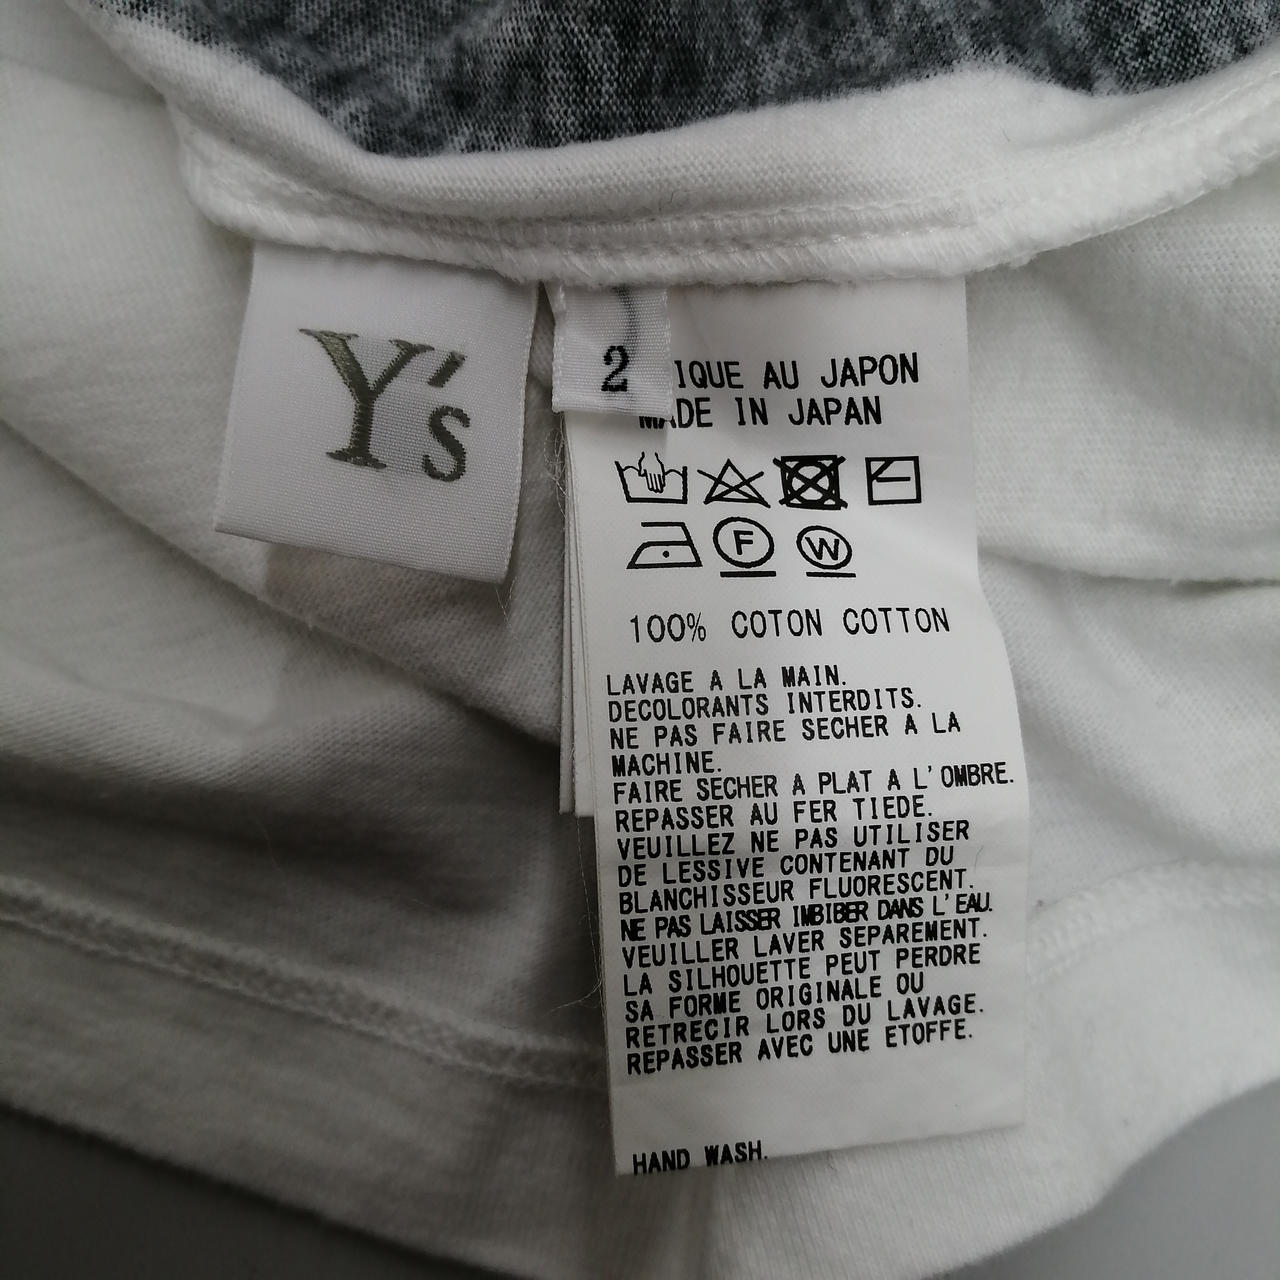 Y's
2
IQUE AU JAPON
MADE IN JAPAN
F W
100% COTON COTTON
LAVAGE A LA MAIN.
DECOLORANTS INTERDITS.
NE PAS FAIRE SECHER A LA
MACHINE.
FAIRE SECHER A PLAT A L'OMBRE.
REPASSER AU FER TIEDE.
VEUILLEZ NE PAS UTILISER
DE LESSIVE CONTENANT DU
BLANCHISSEUR FLUORESCENT.
NE PAS LAISSER IMBIBER DANS L'EAU.
VEUILLER LAVER SEPAREMENT.
LA SILHOUETTE PEUT PERDRE
SA FORME ORIGINALE OU
RETRECIR LORS DU LAVAGE.
REPASSER AVEC UNE ETOFFE.
HAND WASH.